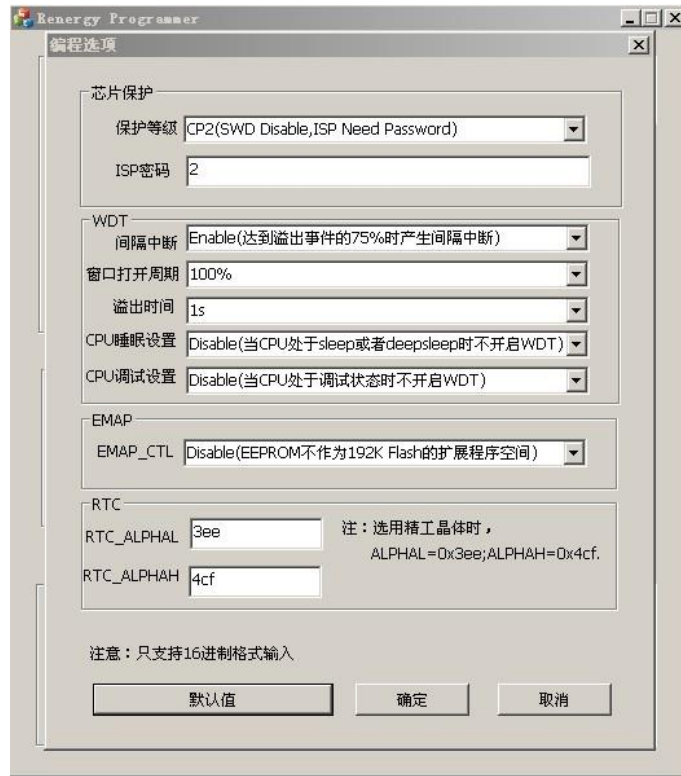 Renergy Programmer
编程选项
芯片保护
保护等级 CP2(SWD Disable,ISP Need Password)
ISP密码 2
WDT
间隔中断 Enable(达到溢出事件的75%时产生间隔中断)
窗口打开周期 100%
溢出时间 1s
CPU睡眠设置 Disable(当CPU处于sleep或者deepsleep时不开启WDT)
CPU调试设置 Disable(当CPU处于调试状态时不开启WDT)
EMAP
EMAP_CTL Disable(EEPROM不作为192K Flash的扩展程序空间)
RTC
RTC_ALPHAL 3ee 注：选用精工晶体时，
ALPHAL=0x3ee;ALPHAH=0x4cf.
RTC_ALPHAH 4cf
注意：只支持16进制格式输入
默认值 确定 取消